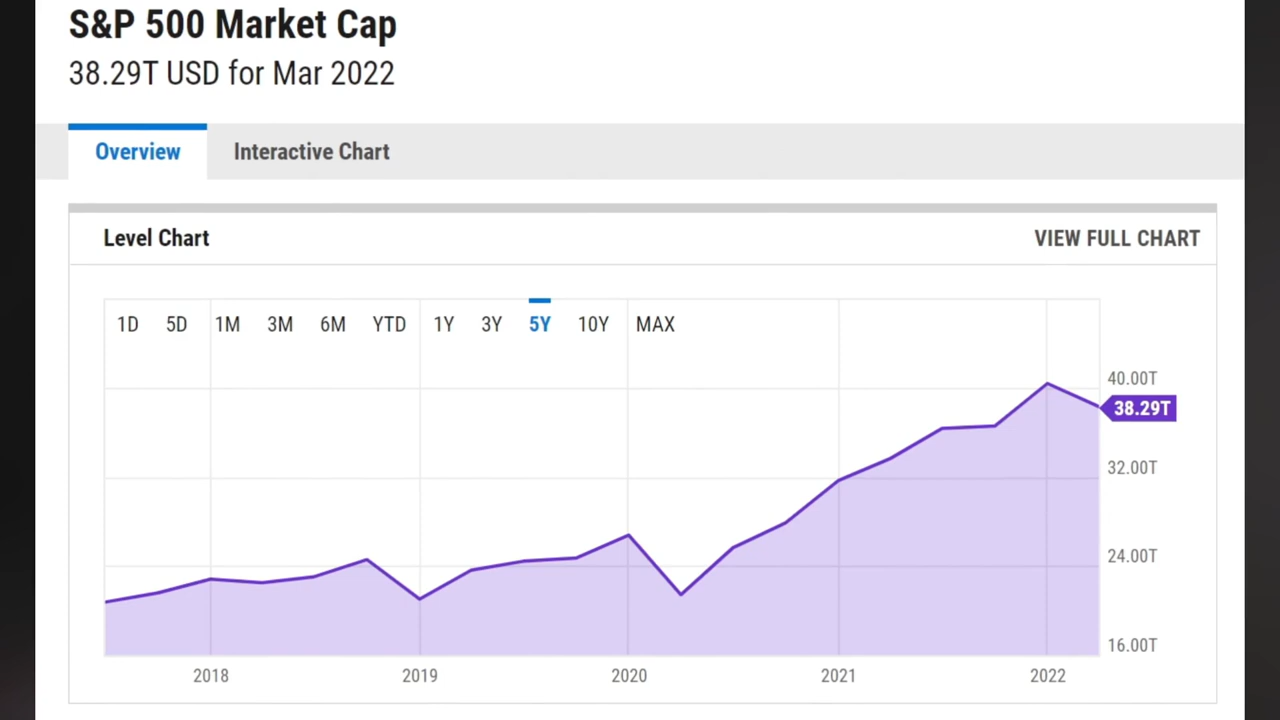 S&P 500 Market Cap
38.29T USD for Mar 2022
Overview Interactive Chart
Level Chart VIEW FULL CHART
1D 5D 1M 3M 6M YTD 1Y 3Y 5Y 10Y MAX
40.00T
38.29T
32.00T
24.00T
16.00T
2018 2019 2020 2021 2022